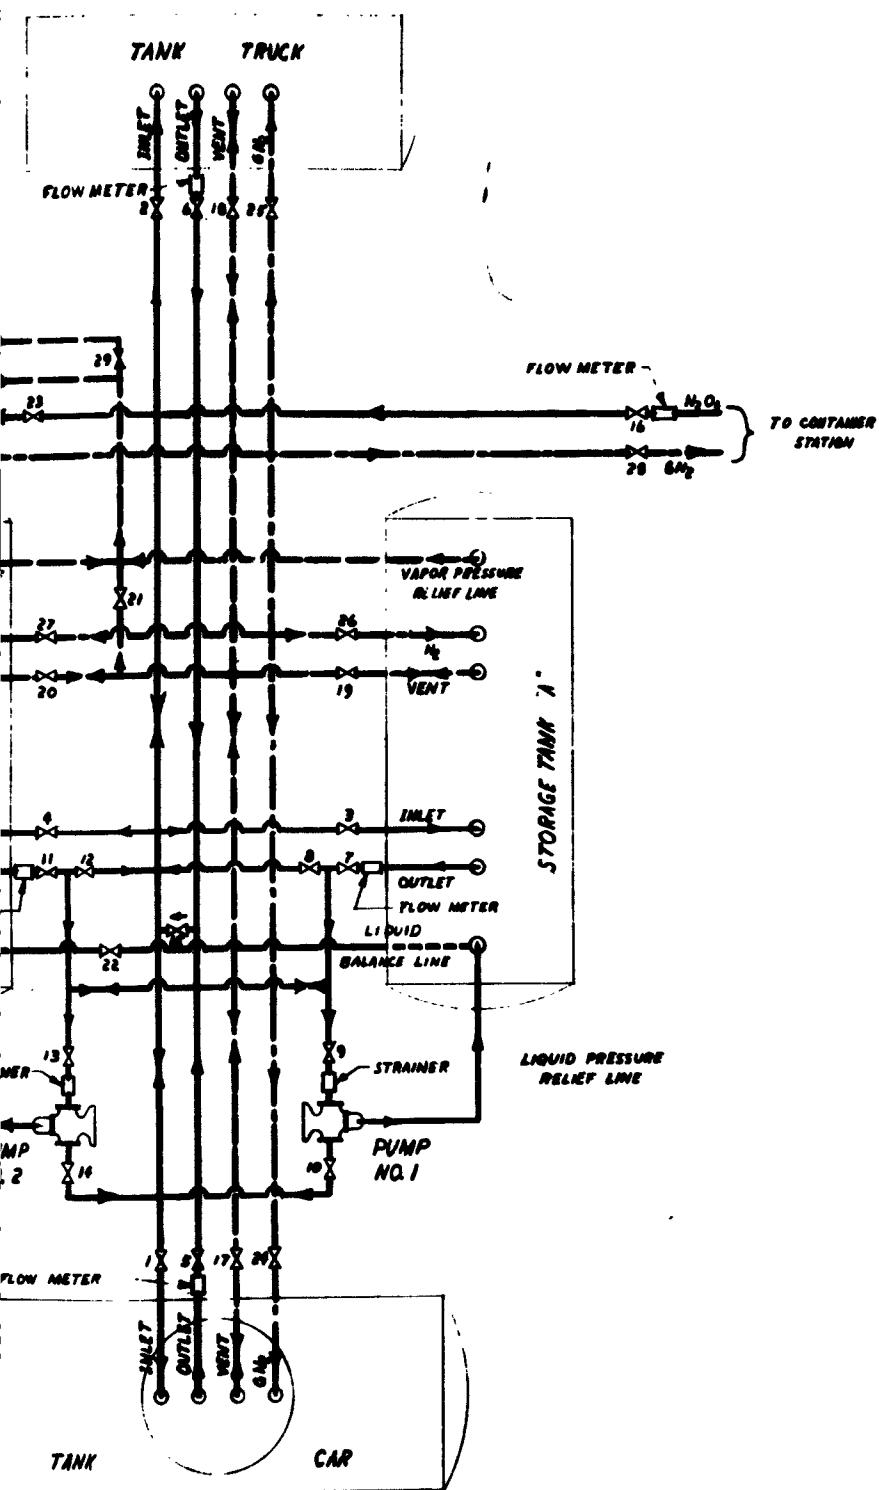 TANK TRUCK
INLET
OUTLET
VENT
GN2
FLOW METER
2
6
18
25
29
FLOW METER
23
N2O4
16
TO CONTAINER
STATION
28
GN2
VAPOR PRESSURE
RELIEF LINE
21
27
26
N2
20
19
VENT
STORAGE TANK "A"
4
3
INLET
11
12
8
7
OUTLET
FLOW METER
LIQUID
22
BALANCE LINE
13
9
NER
STRAINER
LIQUID PRESSURE
RELIEF LINE
MP
. 2
14
10
PUMP
NO. 1
1
5
17
24
FLOW METER
INLET
OUTLET
VENT
GN2
TANK CAR